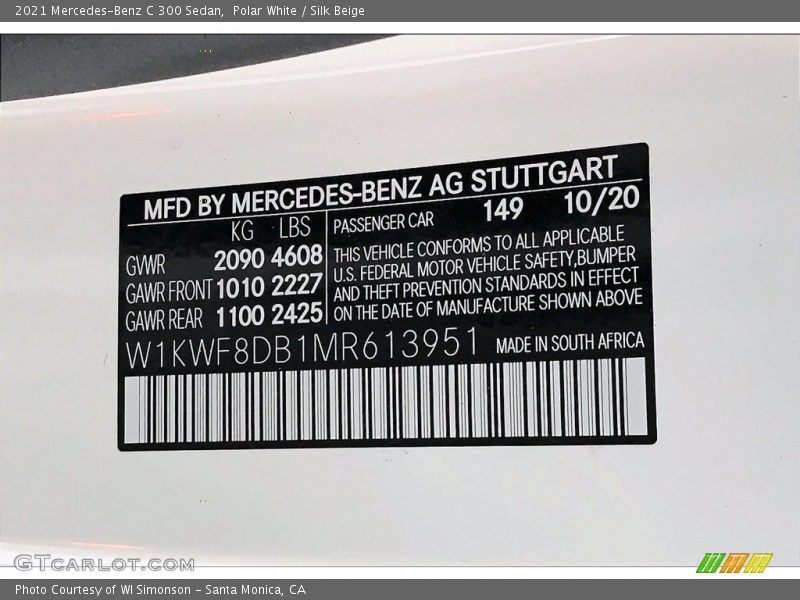 2021 Mercedes-Benz C 300 Sedan,  Polar White / Silk Beige
MFD BY MERCEDES-BENZ AG STUTTGART
KG LBS
GVWR 2090 4608
GAWR FRONT 1010 2227
GAWR REAR 1100 2425
PASSENGER CAR 149 10/20
THIS VEHICLE CONFORMS TO ALL APPLICABLE
U.S. FEDERAL MOTOR VEHICLE SAFETY,BUMPER
AND THEFT PREVENTION STANDARDS IN EFFECT
ON THE DATE OF MANUFACTURE SHOWN ABOVE
W1KWF8DB1MR613951 MADE IN SOUTH AFRICA
GTCARLOT.COM
Photo Courtesy of WI Simonson - Santa Monica, CA